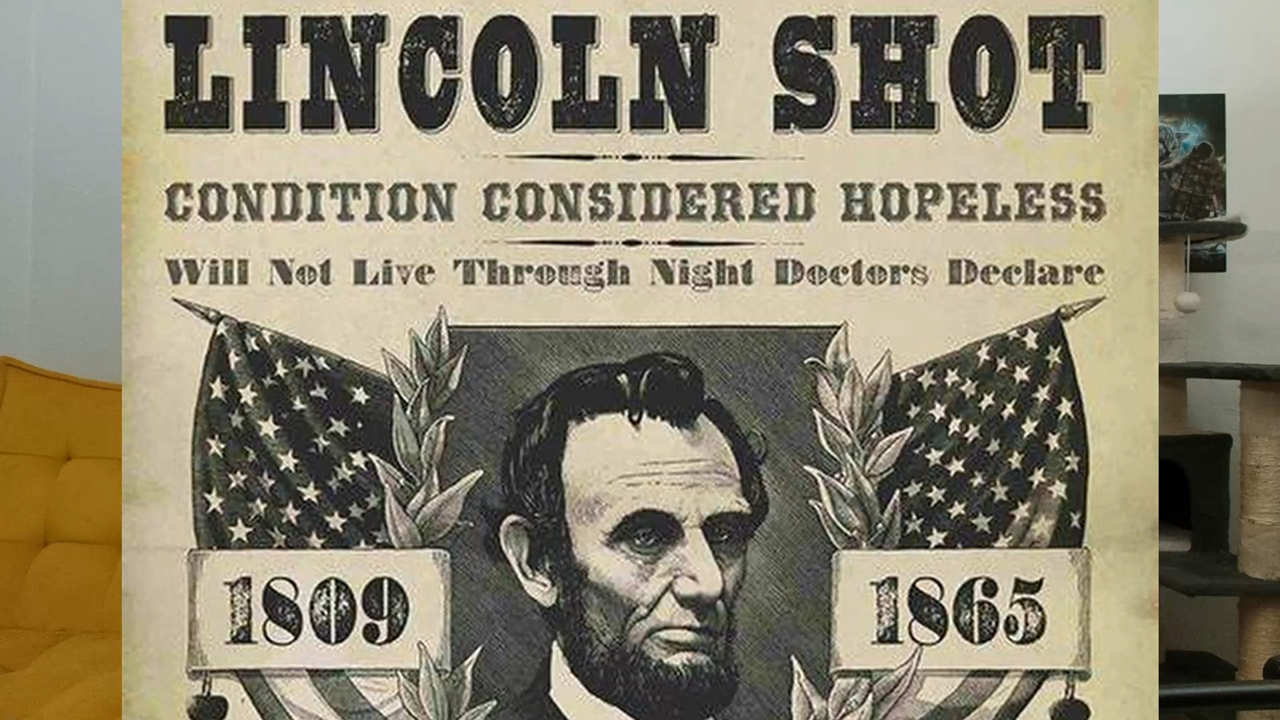 LINCOLN SHOT
CONDITION CONSIDERED HOPELESS
Will Not Live Through Night Doctors Declare
1809
1865